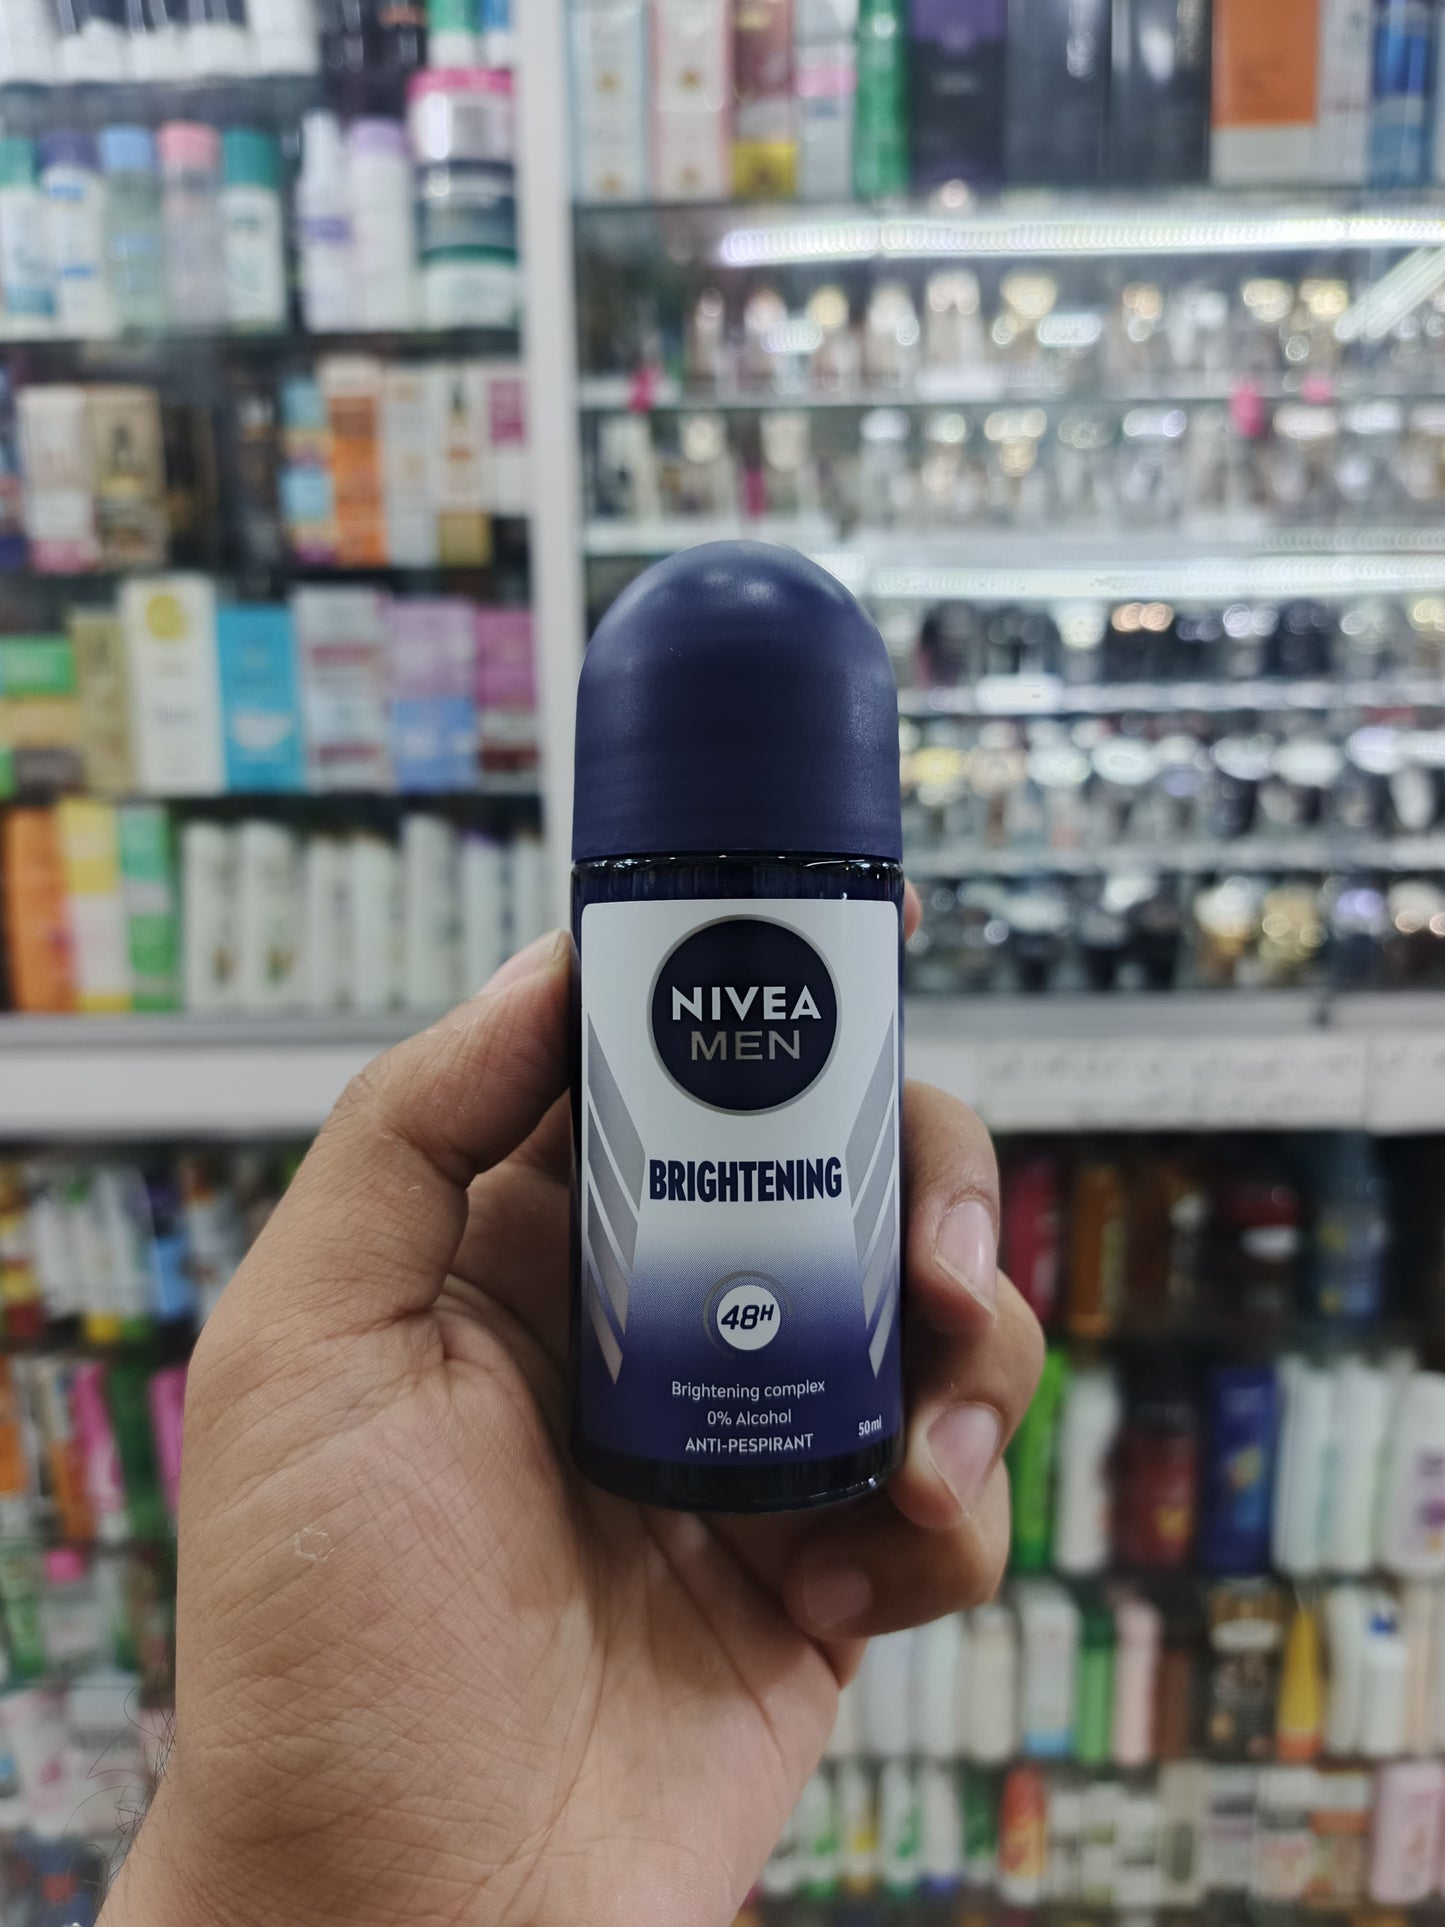 NIVEA
MEN
BRIGHTENING
48H
Brightening complex
0% Alcohol
ANTI-PESPIRANT
50ml